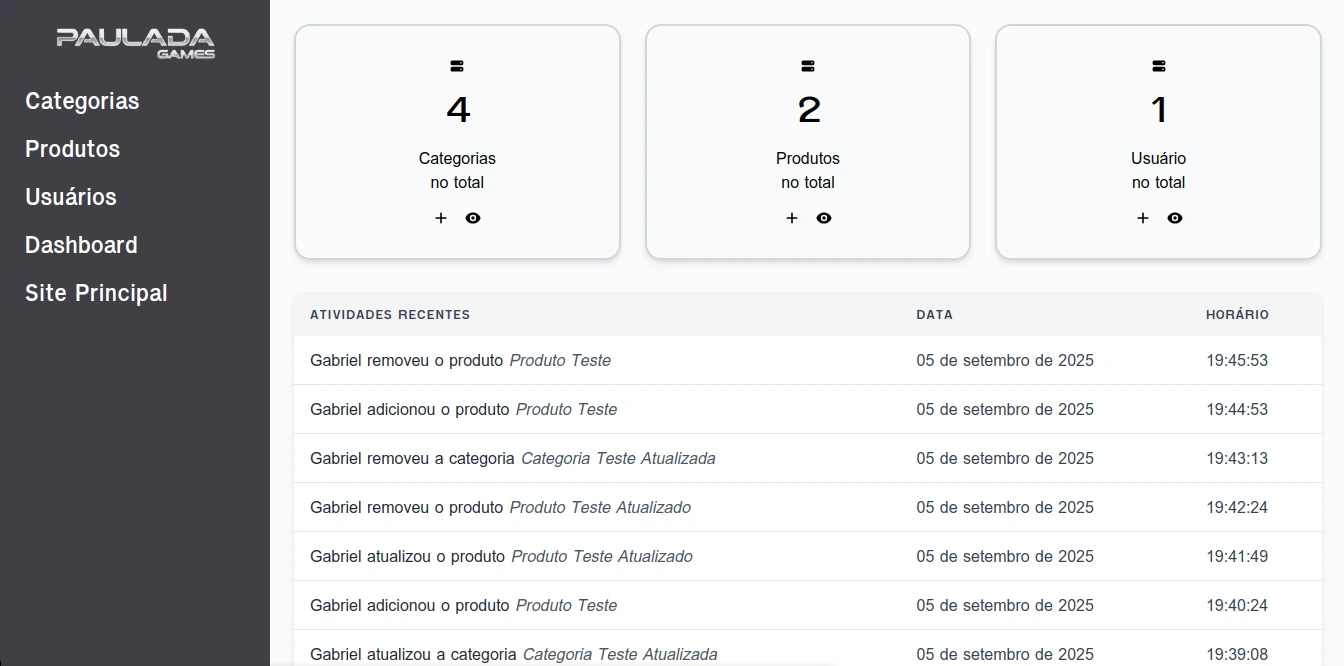 PAULADA
GAMES
Categorias
Produtos
Usuários
Dashboard
Site Principal
4
Categorias
no total
2
Produtos
no total
1
Usuário
no total
ATIVIDADES RECENTES DATA HORÁRIO
Gabriel removeu o produto Produto Teste 05 de setembro de 2025 19:45:53
Gabriel adicionou o produto Produto Teste 05 de setembro de 2025 19:44:53
Gabriel removeu a categoria Categoria Teste Atualizada 05 de setembro de 2025 19:43:13
Gabriel removeu o produto Produto Teste Atualizado 05 de setembro de 2025 19:42:24
Gabriel atualizou o produto Produto Teste Atualizado 05 de setembro de 2025 19:41:49
Gabriel adicionou o produto Produto Teste 05 de setembro de 2025 19:40:24
Gabriel atualizou a categoria Categoria Teste Atualizada 05 de setembro de 2025 19:39:08